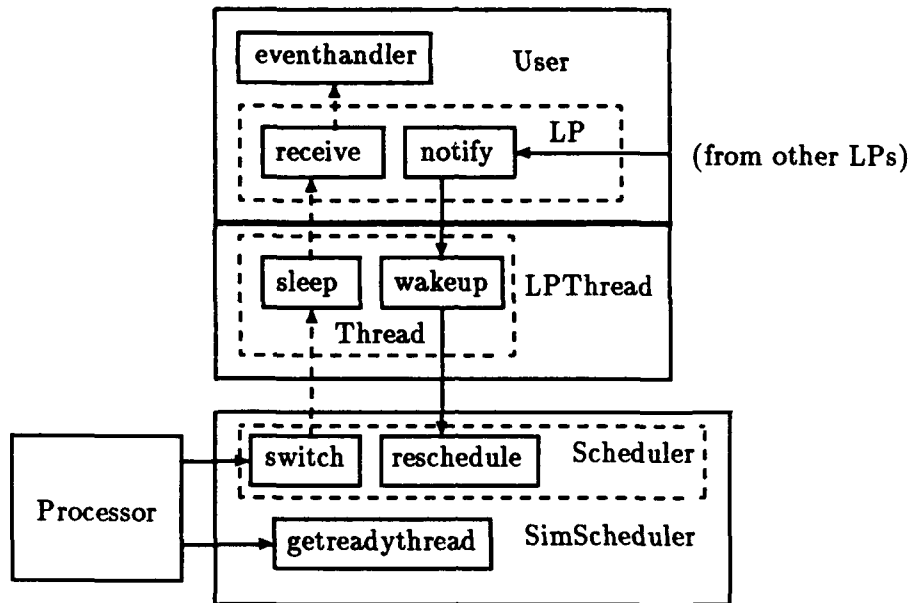 eventhandler
User
LP
receive
notify
(from other LPs)
sleep
wakeup
LPThread
Thread
switch
reschedule
Scheduler
Processor
getreadythread
SimScheduler